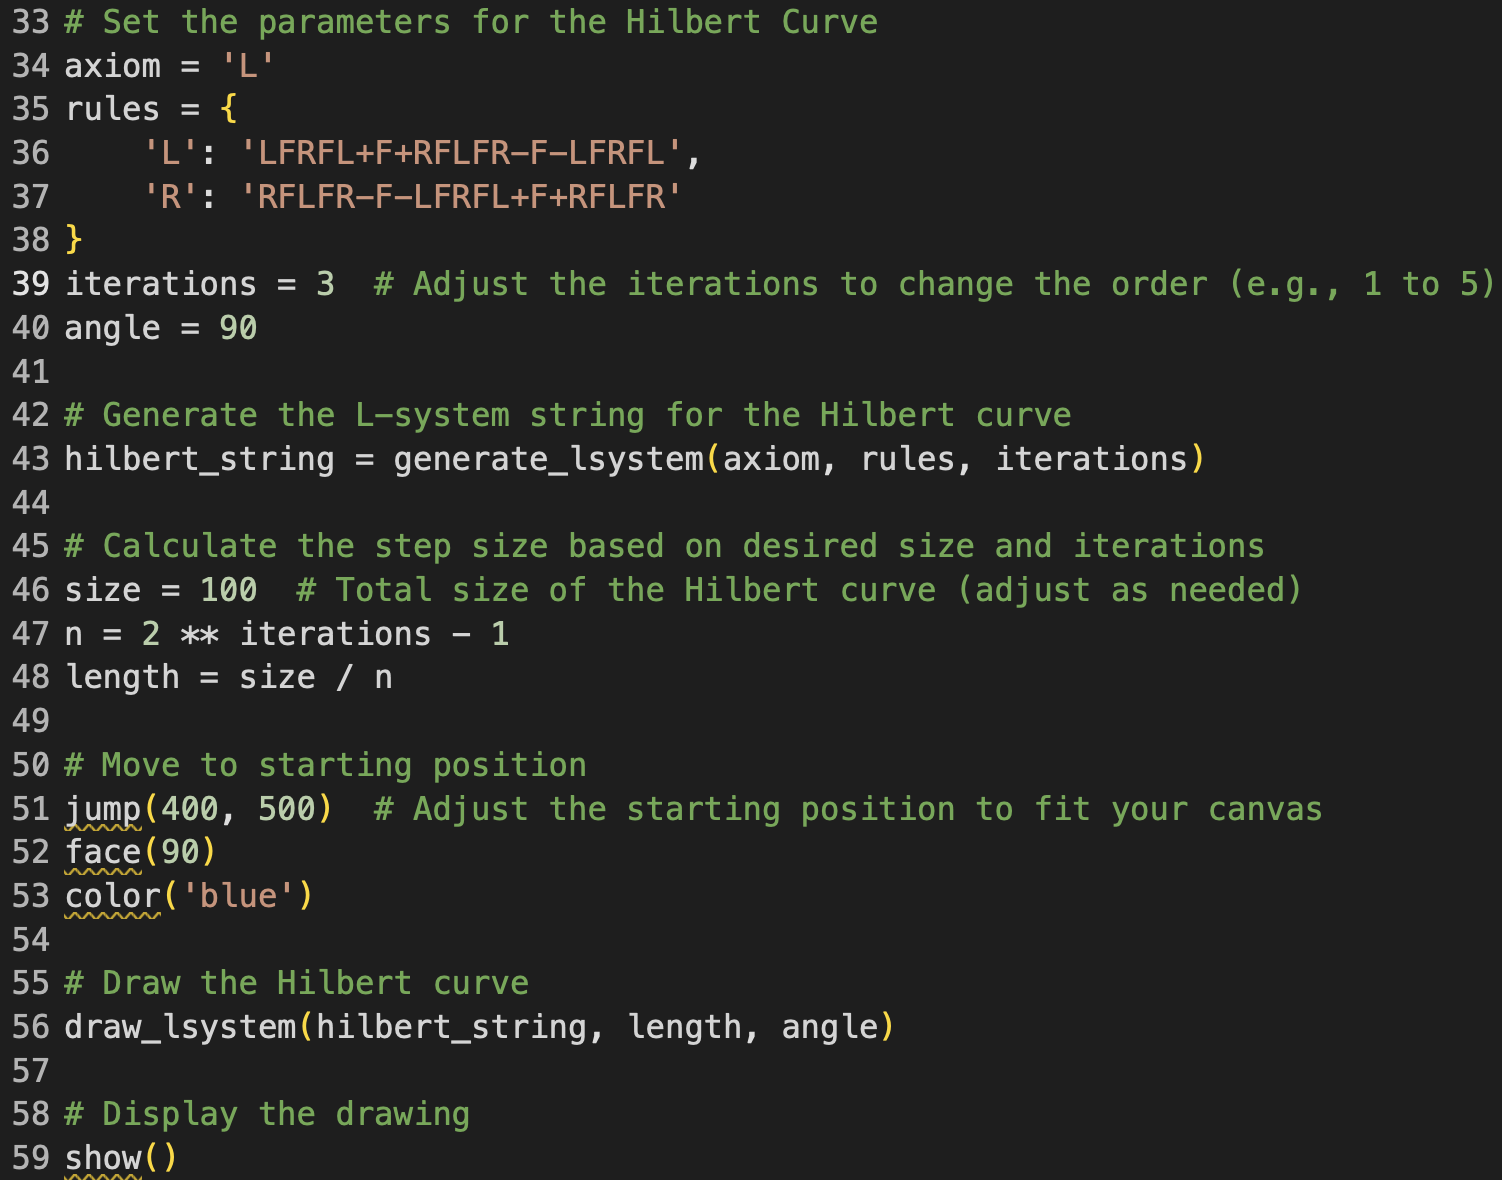 33 # Set the parameters for the Hilbert Curve
34 axiom = 'L'
35 rules = {
36     'L': 'LFRFL+F+RFLFR-F-LFRFL',
37     'R': 'RFLFR-F-LFRFL+F+RFLFR'
38 }
39 iterations = 3  # Adjust the iterations to change the order (e.g., 1 to 5)
40 angle = 90
41
42 # Generate the L-system string for the Hilbert curve
43 hilbert_string = generate_lsystem(axiom, rules, iterations)
44
45 # Calculate the step size based on desired size and iterations
46 size = 100  # Total size of the Hilbert curve (adjust as needed)
47 n = 2 ** iterations - 1
48 length = size / n
49
50 # Move to starting position
51 jump(400, 500)  # Adjust the starting position to fit your canvas
52 face(90)
53 color('blue')
54
55 # Draw the Hilbert curve
56 draw_lsystem(hilbert_string, length, angle)
57
58 # Display the drawing
59 show()